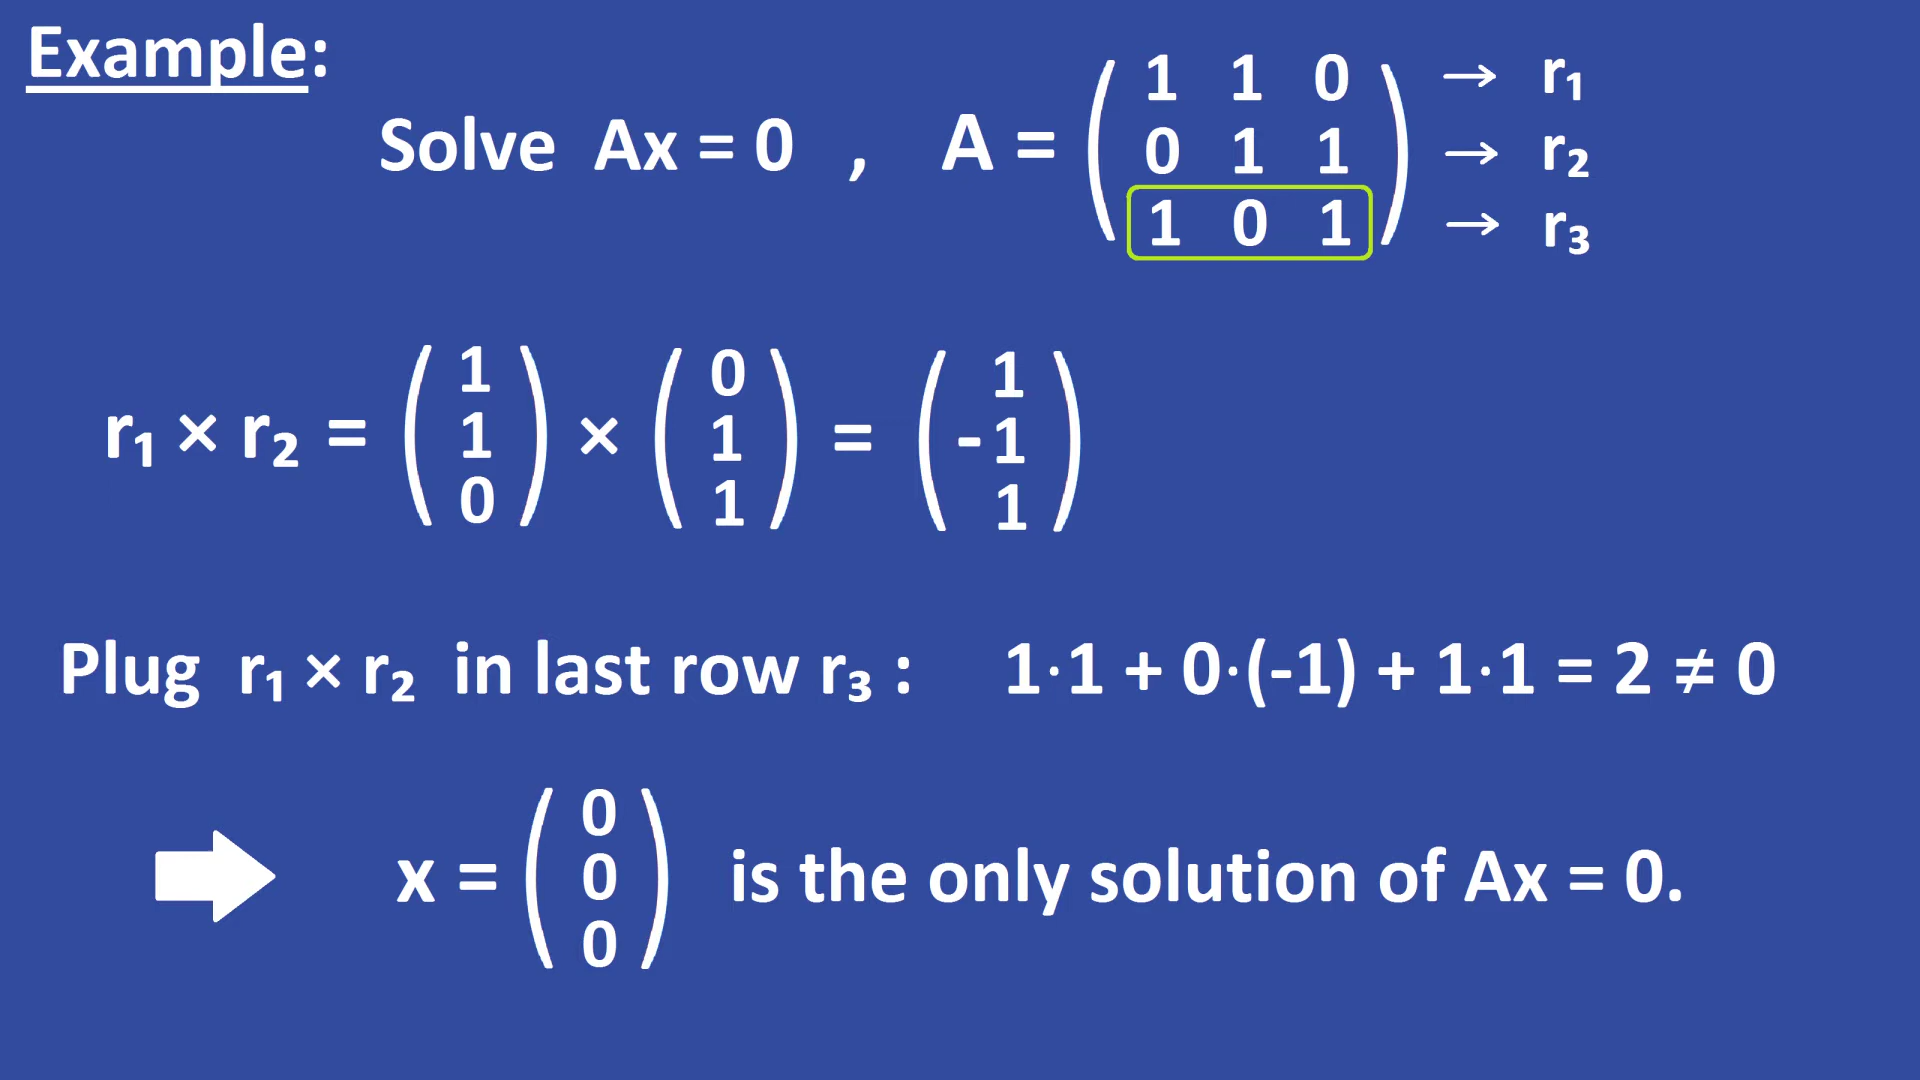 Example:
Solve Ax = 0 , A = ( 1 1 0 → r₁
0 1 1 → r₂
1 0 1 ) → r₃
r₁ × r₂ = ( 1 1 0 ) × ( 0 1 1 ) = ( 1 -1 1 )
Plug r₁ × r₂ in last row r₃ : 1·1 + 0·(-1) + 1·1 = 2 ≠ 0
x = ( 0 0 0 ) is the only solution of Ax = 0.